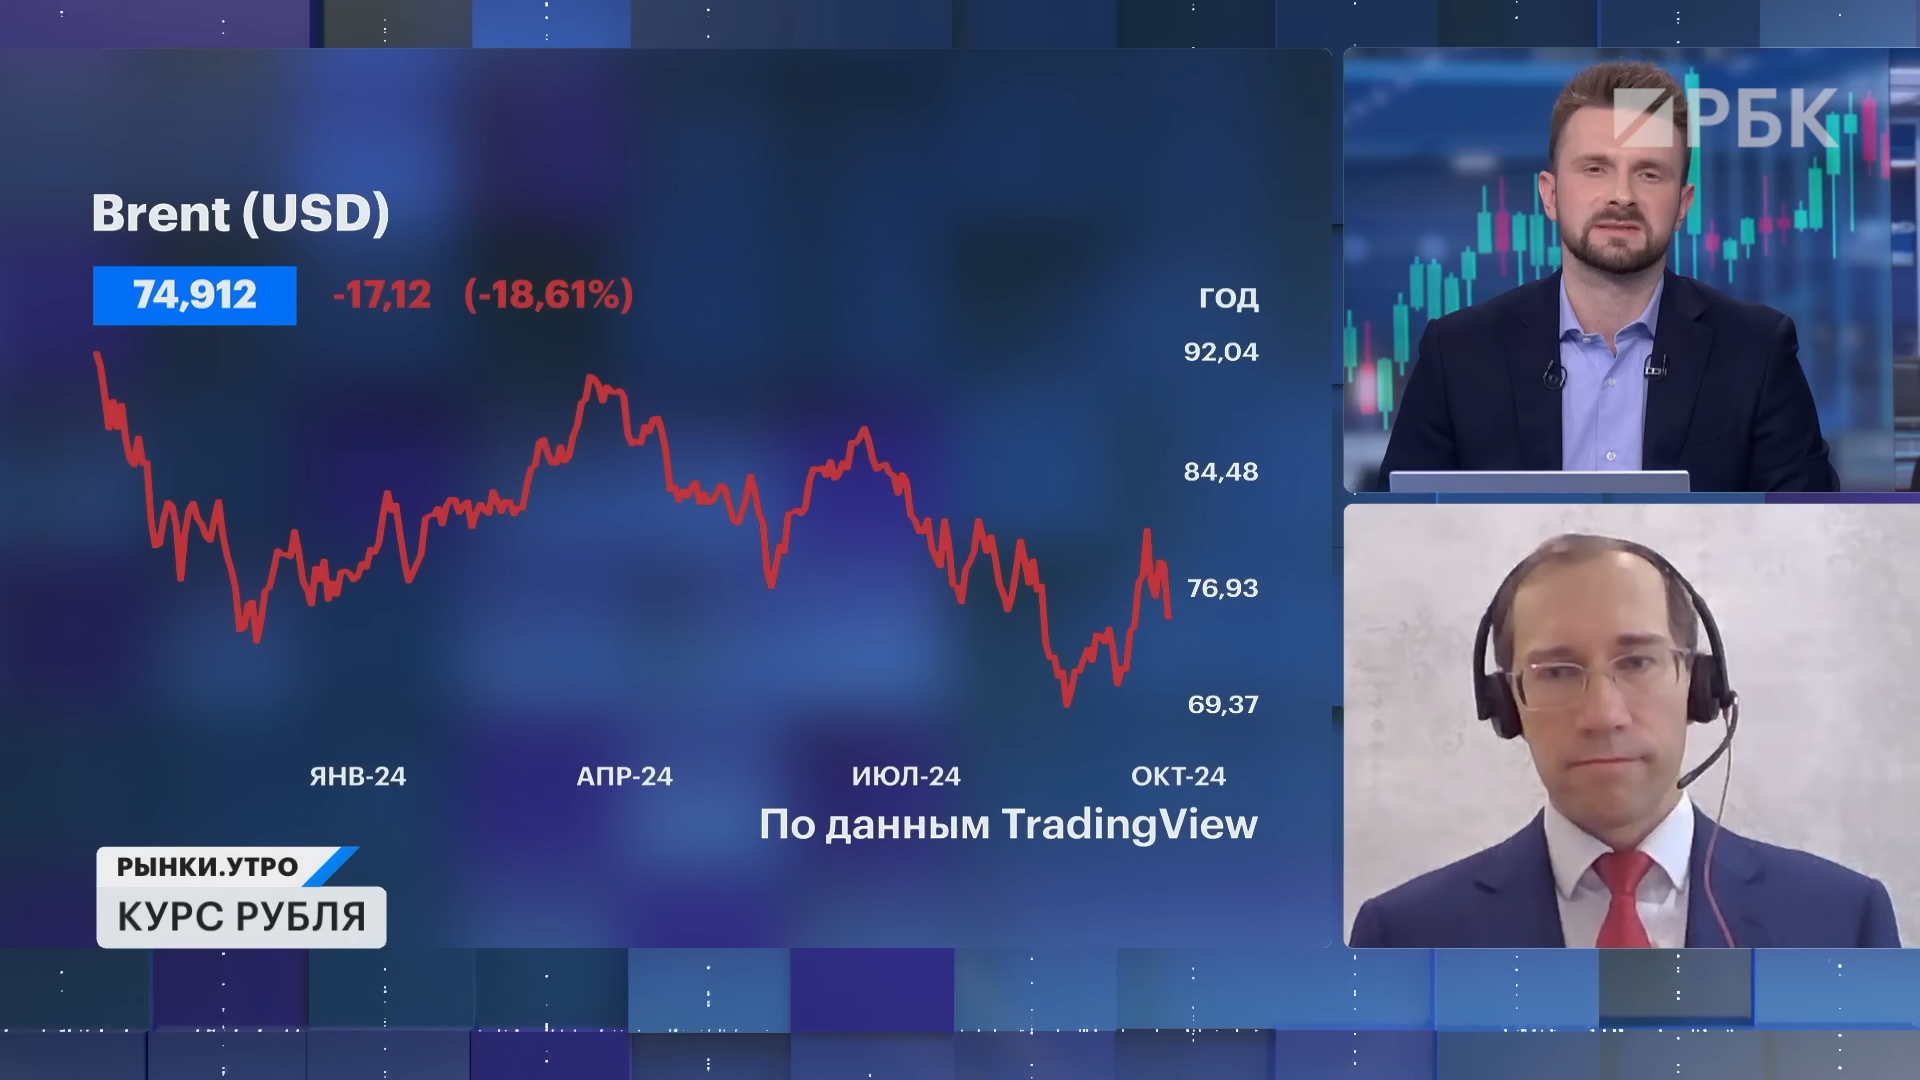 РБК
Brent (USD)
74,912 -17,12 (-18,61%)
ГОД
92,04
84,48
76,93
69,37
ЯНВ-24 АПР-24 ИЮЛ-24 ОКТ-24
По данным TradingView
РЫНКИ.УТРО
КУРС РУБЛЯ